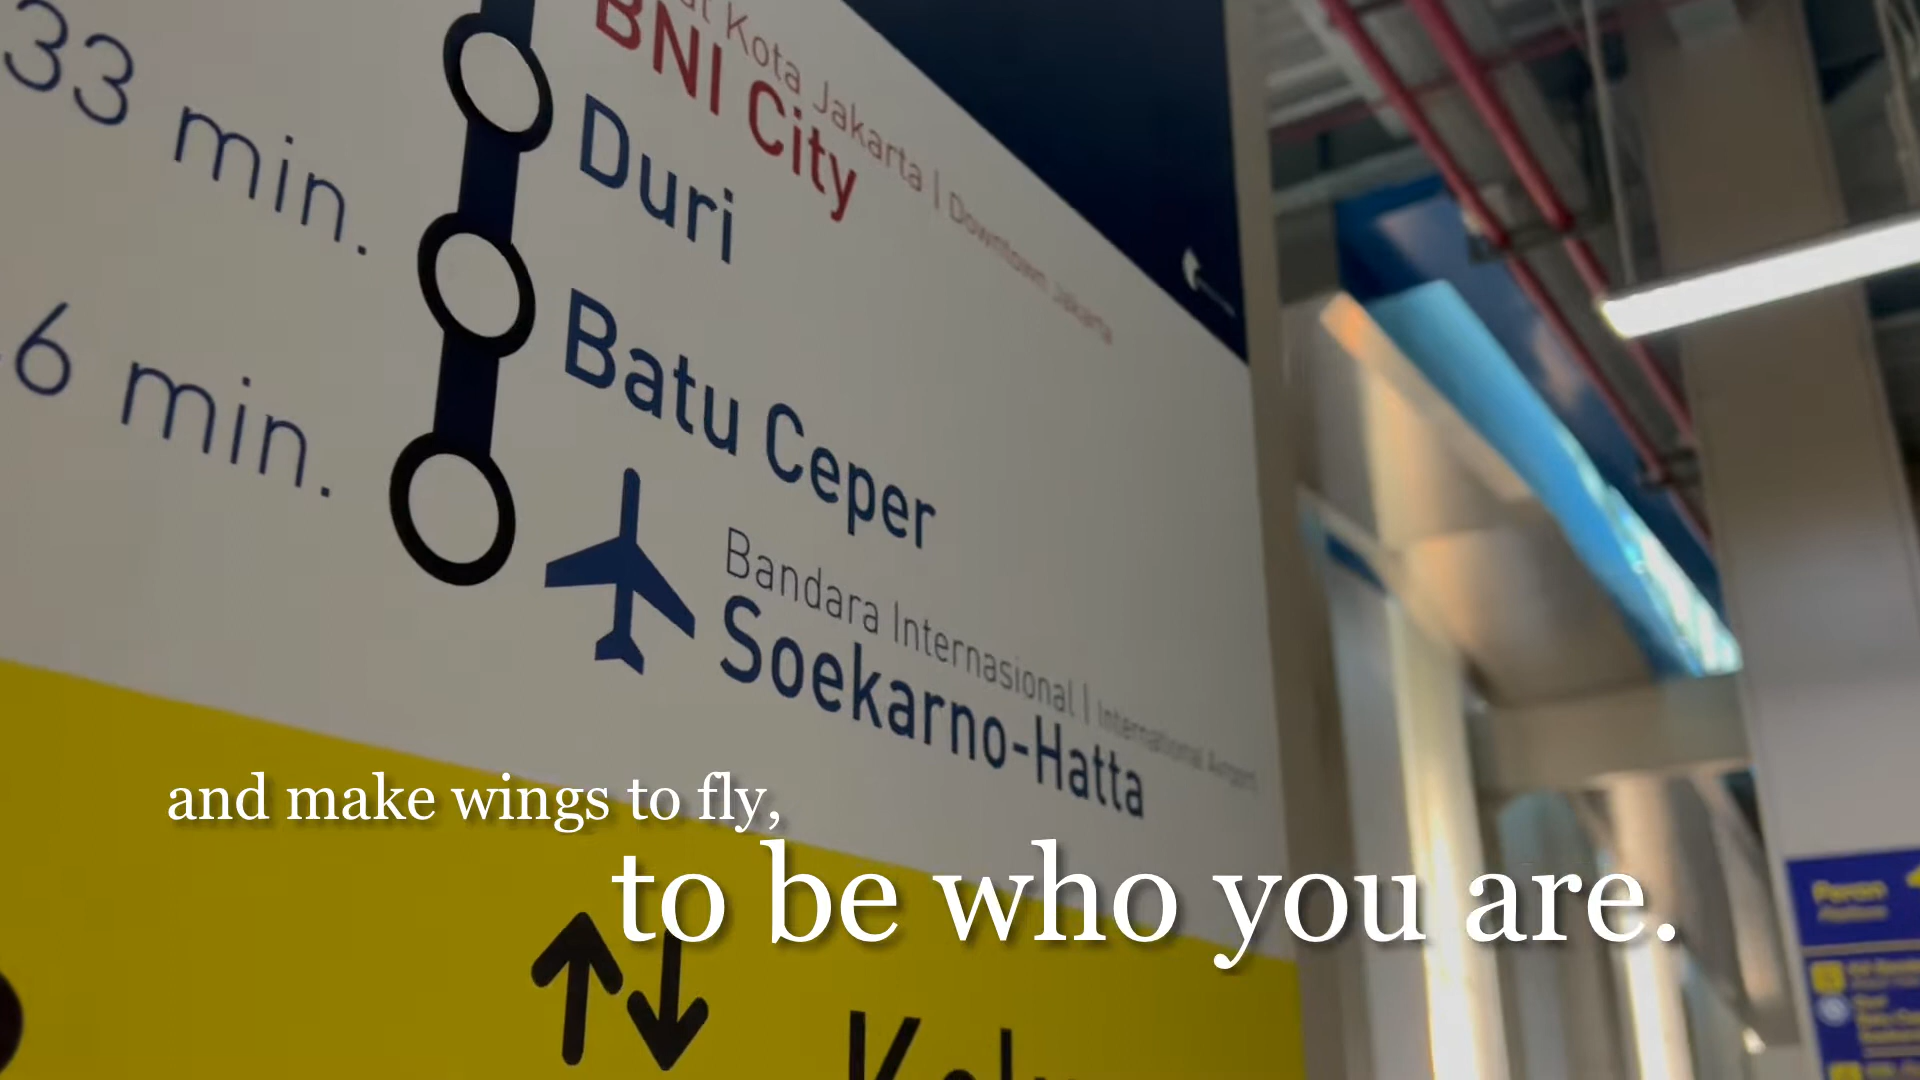 Kota Jakarta | Downtown Jakarta
BNI City
33 min.
Duri
6 min.
Batu Ceper
Bandara Internasional | International Airport
Soekarno-Hatta
and make wings to fly,
to be who you are.
Peron